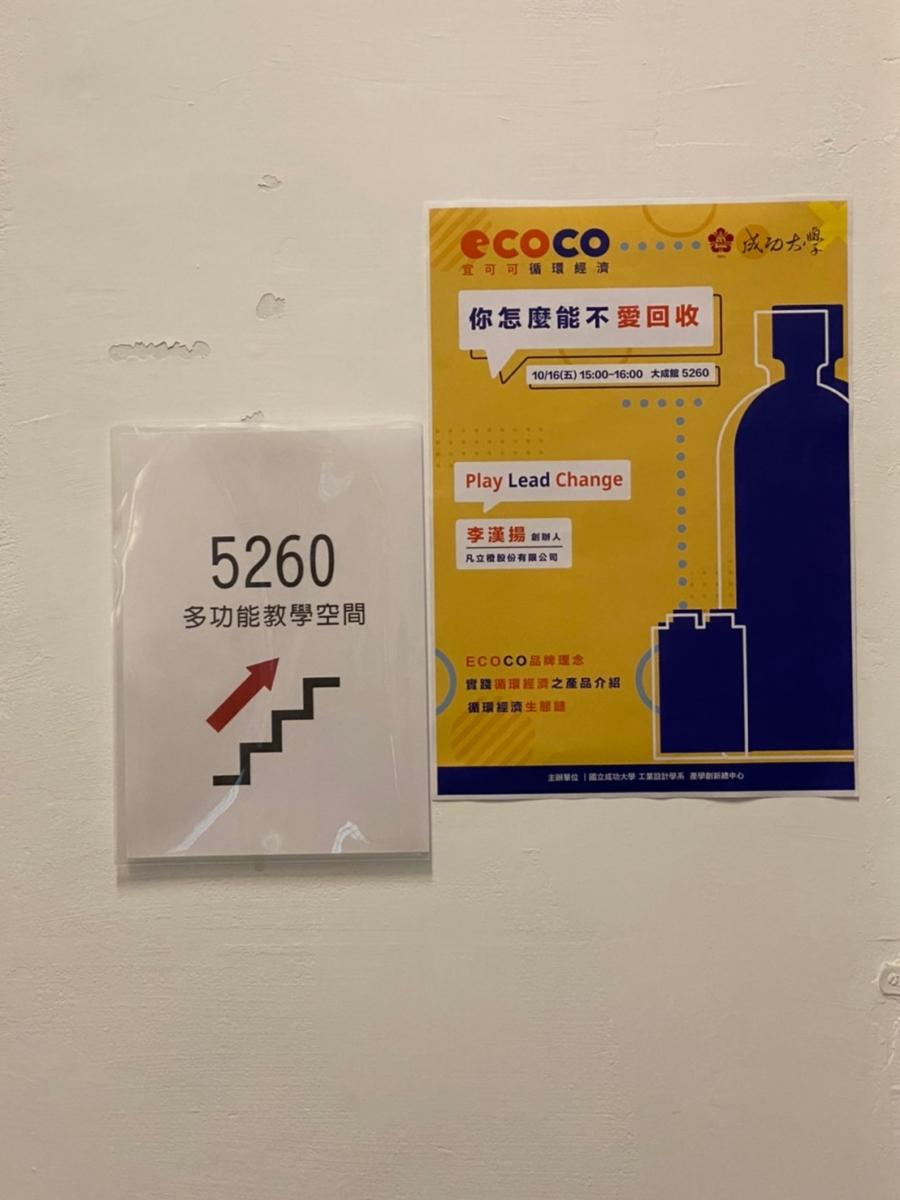 5260
多功能教學空間
ecoco
宜可可循環經濟
成功大學
你怎麼能不愛回收
10/16(五) 15:00-16:00 大成館 5260
Play Lead Change
李漢揚 創辦人
凡立橙股份有限公司
ECOCO品牌理念
實踐循環經濟之產品介紹
循環經濟生態鏈
主辦單位 | 國立成功大學 工業設計學系 產學創新總中心